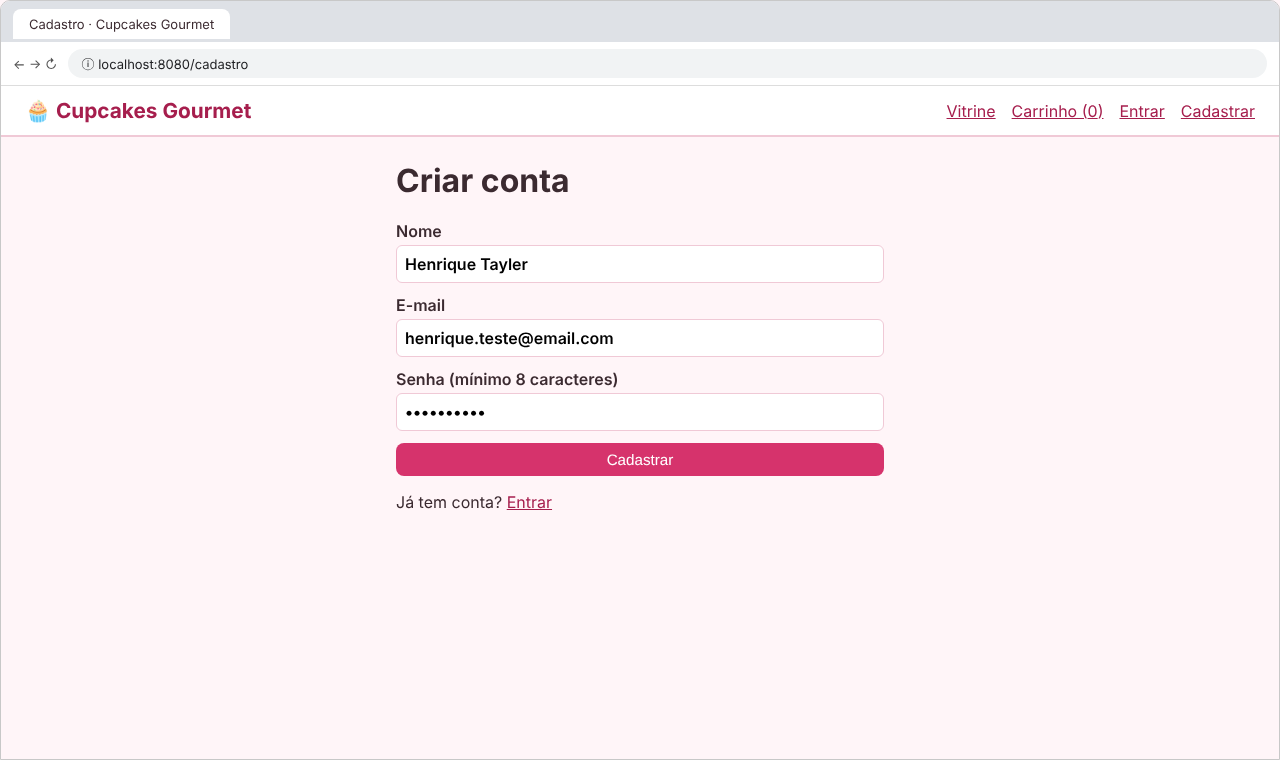 Cadastro · Cupcakes Gourmet
← → ↻ ⓘ localhost:8080/cadastro
🧁 Cupcakes Gourmet Vitrine Carrinho (0) Entrar Cadastrar
Criar conta
Nome
Henrique Tayler
E-mail
henrique.teste@email.com
Senha (mínimo 8 caracteres)
••••••••••
Cadastrar
Já tem conta? Entrar